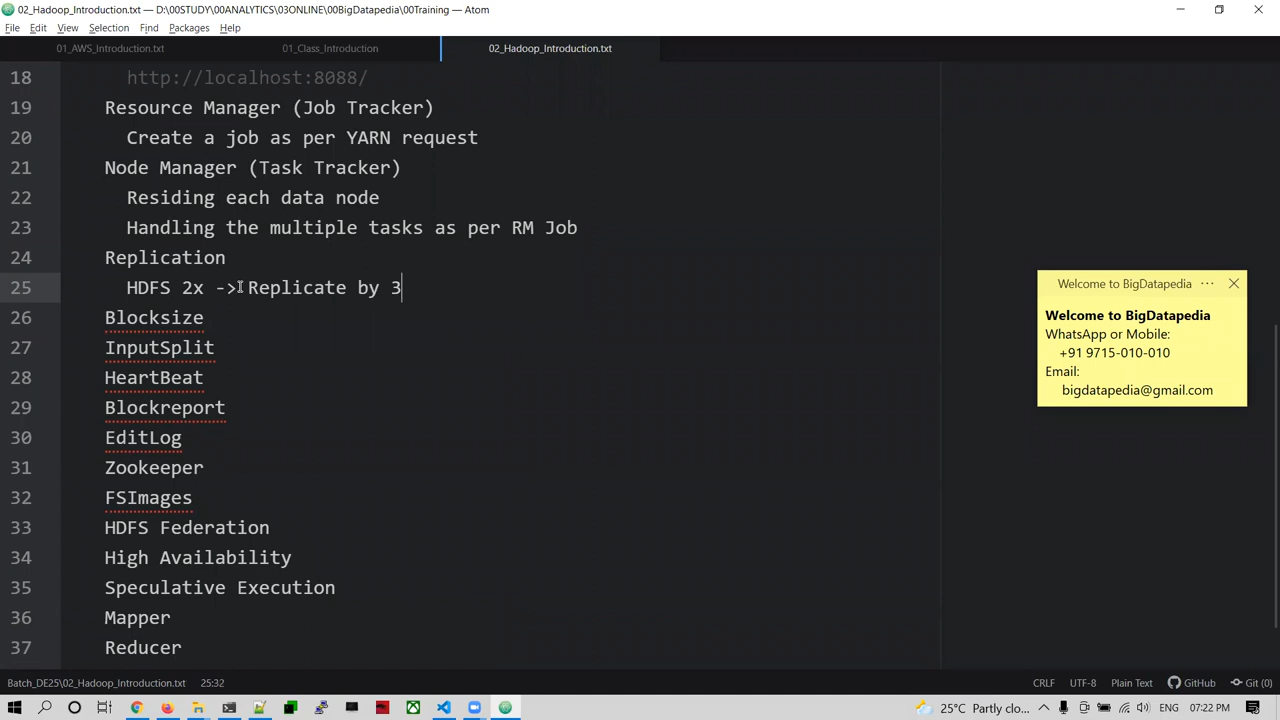 02_Hadoop_Introduction.txt — D:\00STUDY\00ANALYTICS\03ONLINE\00BigDatapedia\00Training — Atom
File Edit View Selection Find Packages Help
01_AWS_Introduction.txt 01_Class_Introduction 02_Hadoop_Introduction.txt
18 http://localhost:8088/
19 Resource Manager (Job Tracker)
20 Create a job as per YARN request
21 Node Manager (Task Tracker)
22 Residing each data node
23 Handling the multiple tasks as per RM Job
24 Replication
25 HDFS 2x -> Replicate by 3
26 Blocksize
27 InputSplit
28 HeartBeat
29 Blockreport
30 EditLog
31 Zookeeper
32 FSImages
33 HDFS Federation
34 High Availability
35 Speculative Execution
36 Mapper
37 Reducer
Welcome to BigDatapedia ···
Welcome to BigDatapedia
WhatsApp or Mobile:
+91 9715-010-010
Email:
bigdatapedia@gmail.com
Batch_DE25\02_Hadoop_Introduction.txt 25:32 CRLF UTF-8 Plain Text GitHub Git (0)
25°C Partly clo... ENG 07:22 PM